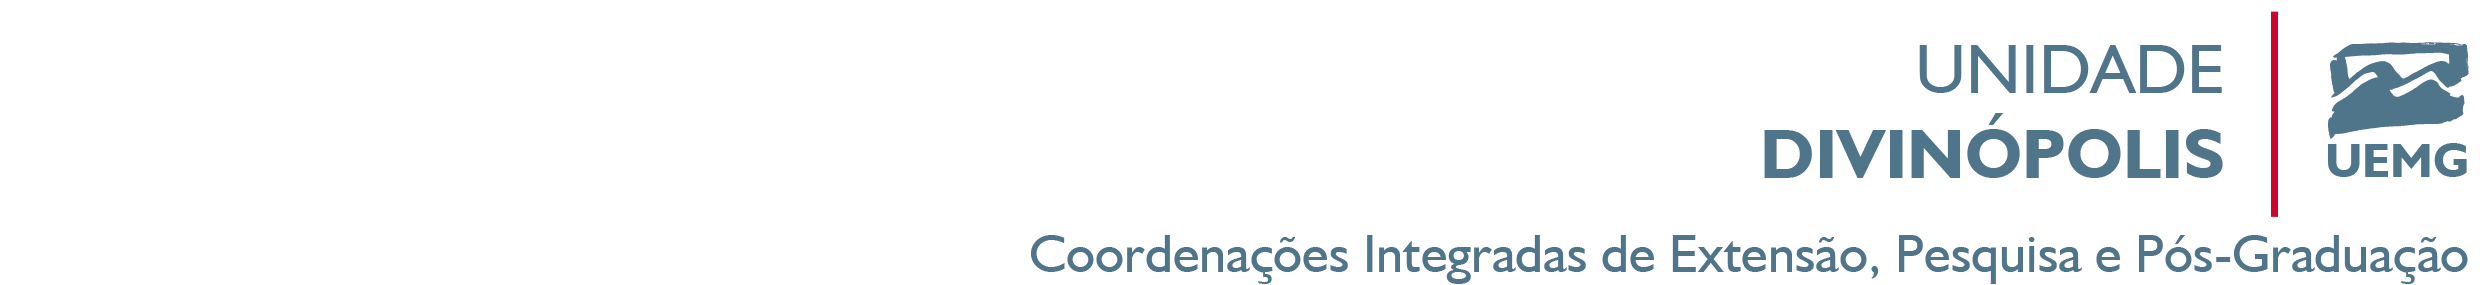 UNIDADE
DIVINÓPOLIS
UEMG
Coordenações Integradas de Extensão, Pesquisa e Pós-Graduação